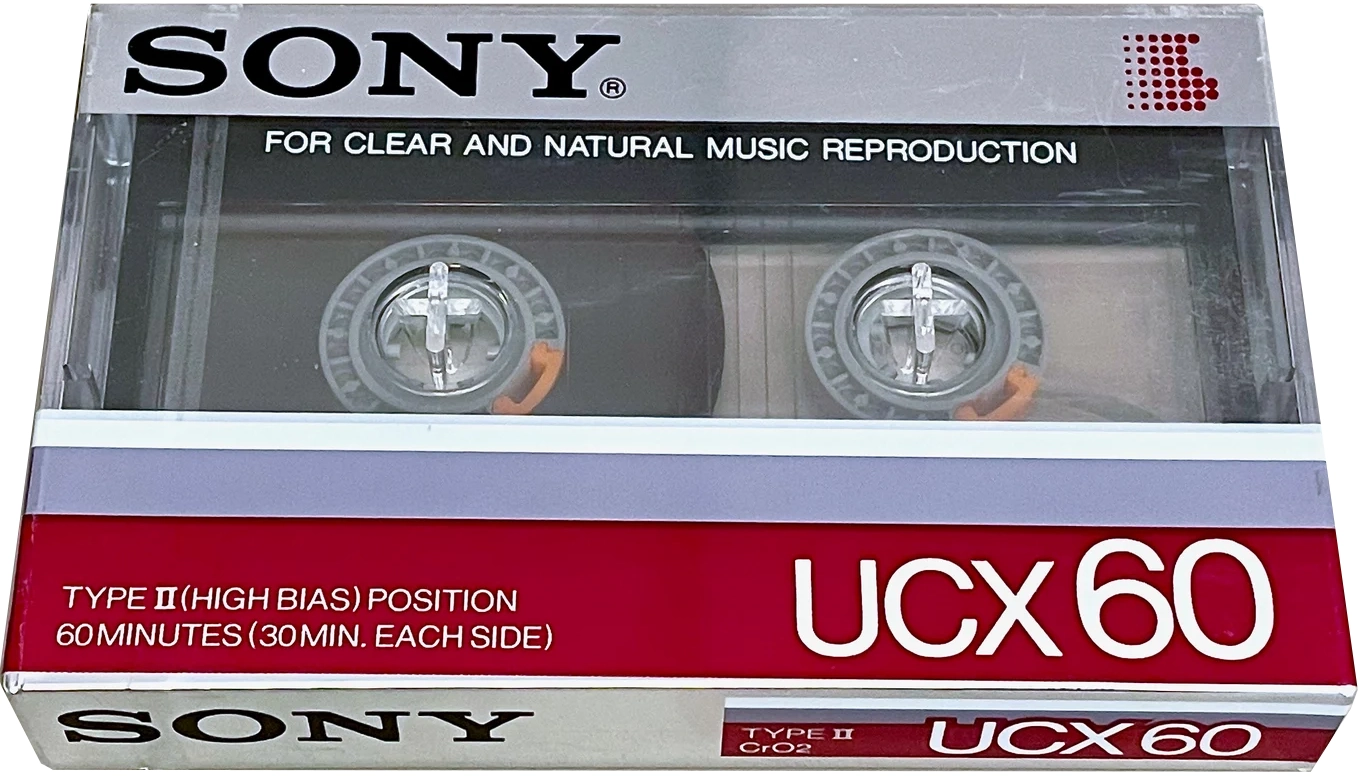 SONY®
FOR CLEAR AND NATURAL MUSIC REPRODUCTION
TYPE II (HIGH BIAS) POSITION
60 MINUTES (30 MIN. EACH SIDE)
UCX 60
SONY
TYPE II
CrO2
UCX 60